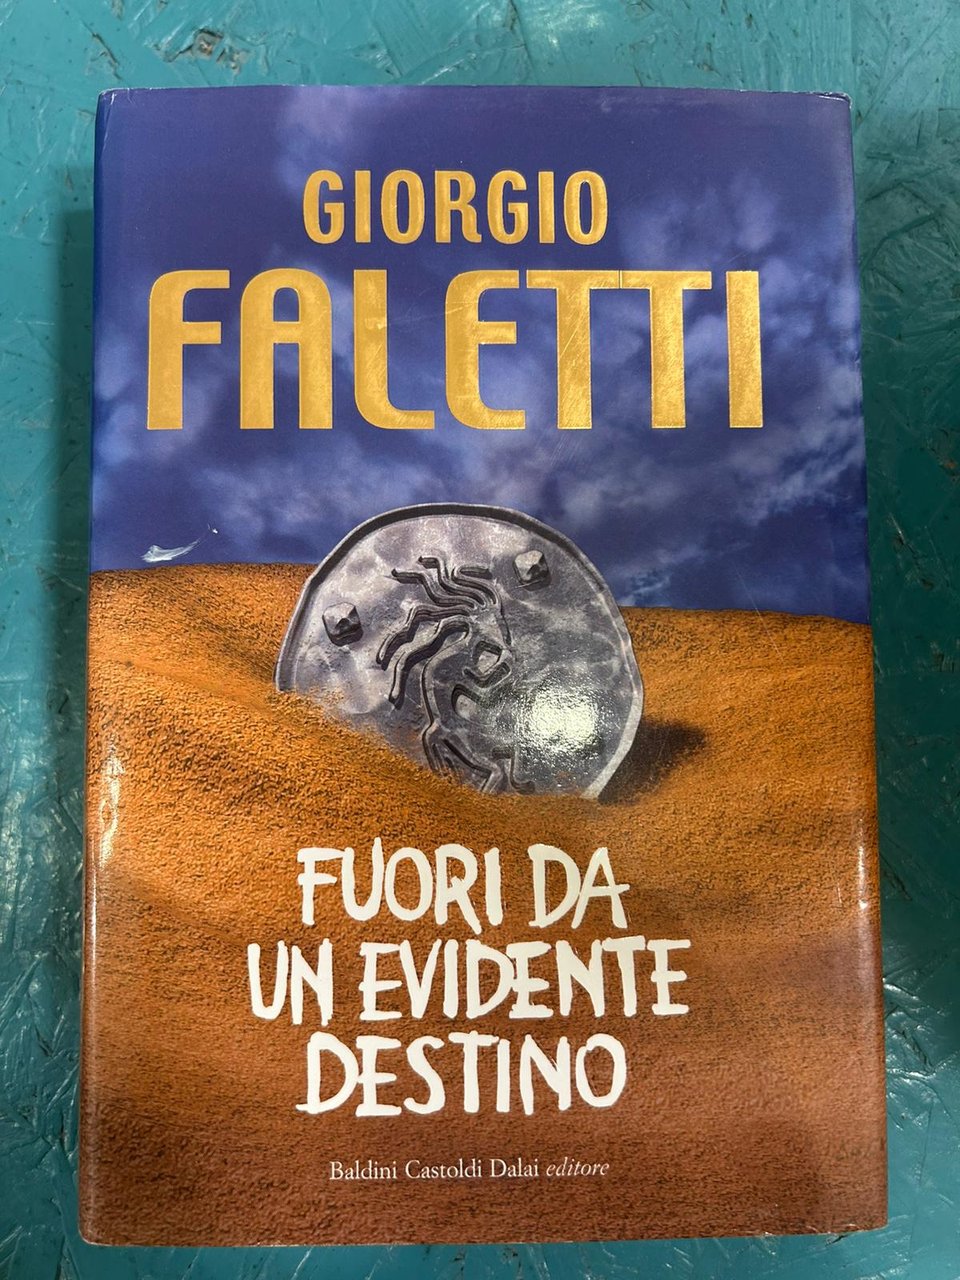 GIORGIO
FALETTI
FUORI DA
UN EVIDENTE
DESTINO
Baldini Castoldi Dalai editore